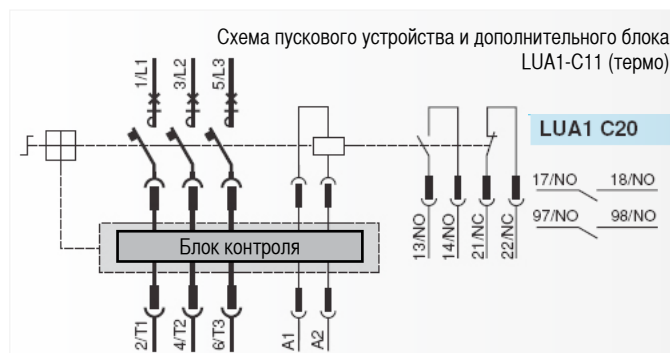 Схема пускового устройства и дополнительного блока
LUA1-C11 (термо)
1/L1
3/L2
5/L3
LUA1 C20
17/NO 18/NO
97/NO 98/NO
Блок контроля
13/NO
14/NO
21/NC
22/NC
2/T1
4/T2
6/T3
A1
A2